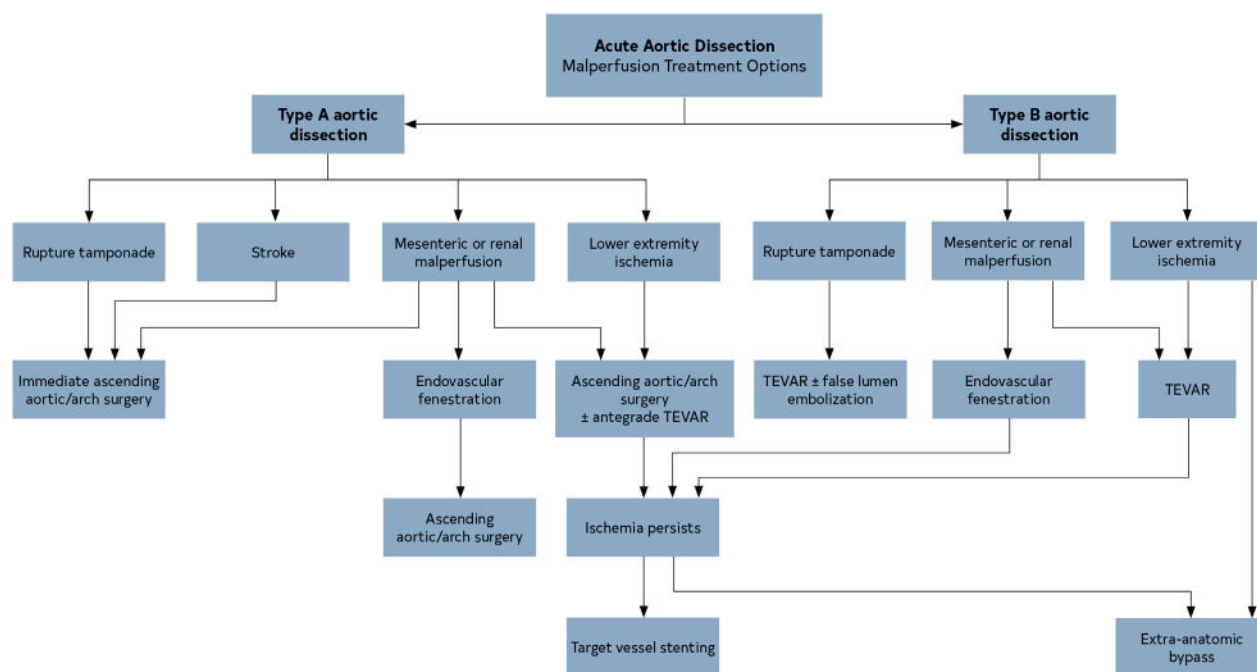 Acute Aortic Dissection
Malperfusion Treatment Options
Type A aortic
dissection
Type B aortic
dissection
Rupture tamponade
Stroke
Mesenteric or renal
malperfusion
Lower extremity
ischemia
Rupture tamponade
Mesenteric or renal
malperfusion
Lower extremity
ischemia
Immediate ascending
aortic/arch surgery
Endovascular
fenestration
Ascending aortic/arch
surgery
± antegrade TEVAR
TEVAR ± false lumen
embolization
Endovascular
fenestration
TEVAR
Ascending
aortic/arch surgery
Ischemia persists
Target vessel stenting
Extra-anatomic
bypass